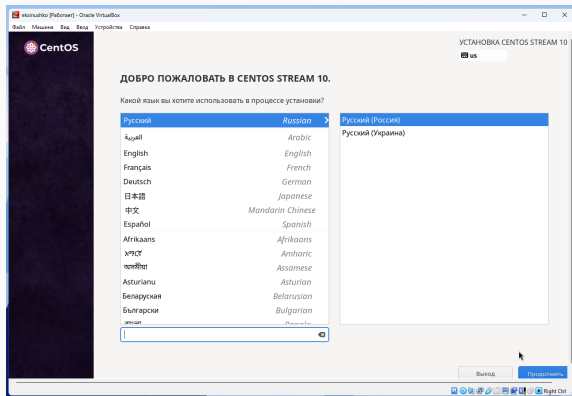 eksinushko [Работает] - Oracle VirtualBox
Файл Машина Вид Ввод Устройства Справка
CentOS
УСТАНОВКА CENTOS STREAM 10
us
ДОБРО ПОЖАЛОВАТЬ В CENTOS STREAM 10.
Какой язык вы хотите использовать в процессе установки?
Русский Russian
Русский (Россия)
العربية Arabic
Русский (Украина)
English English
Français French
Deutsch German
日本語 Japanese
中文 Mandarin Chinese
Español Spanish
Afrikaans Afrikaans
አማርኛ Amharic
অসমীয়া Assamese
Asturianu Asturian
Беларуская Belarusian
Български Bulgarian
Выход
Продолжить
Right Ctrl